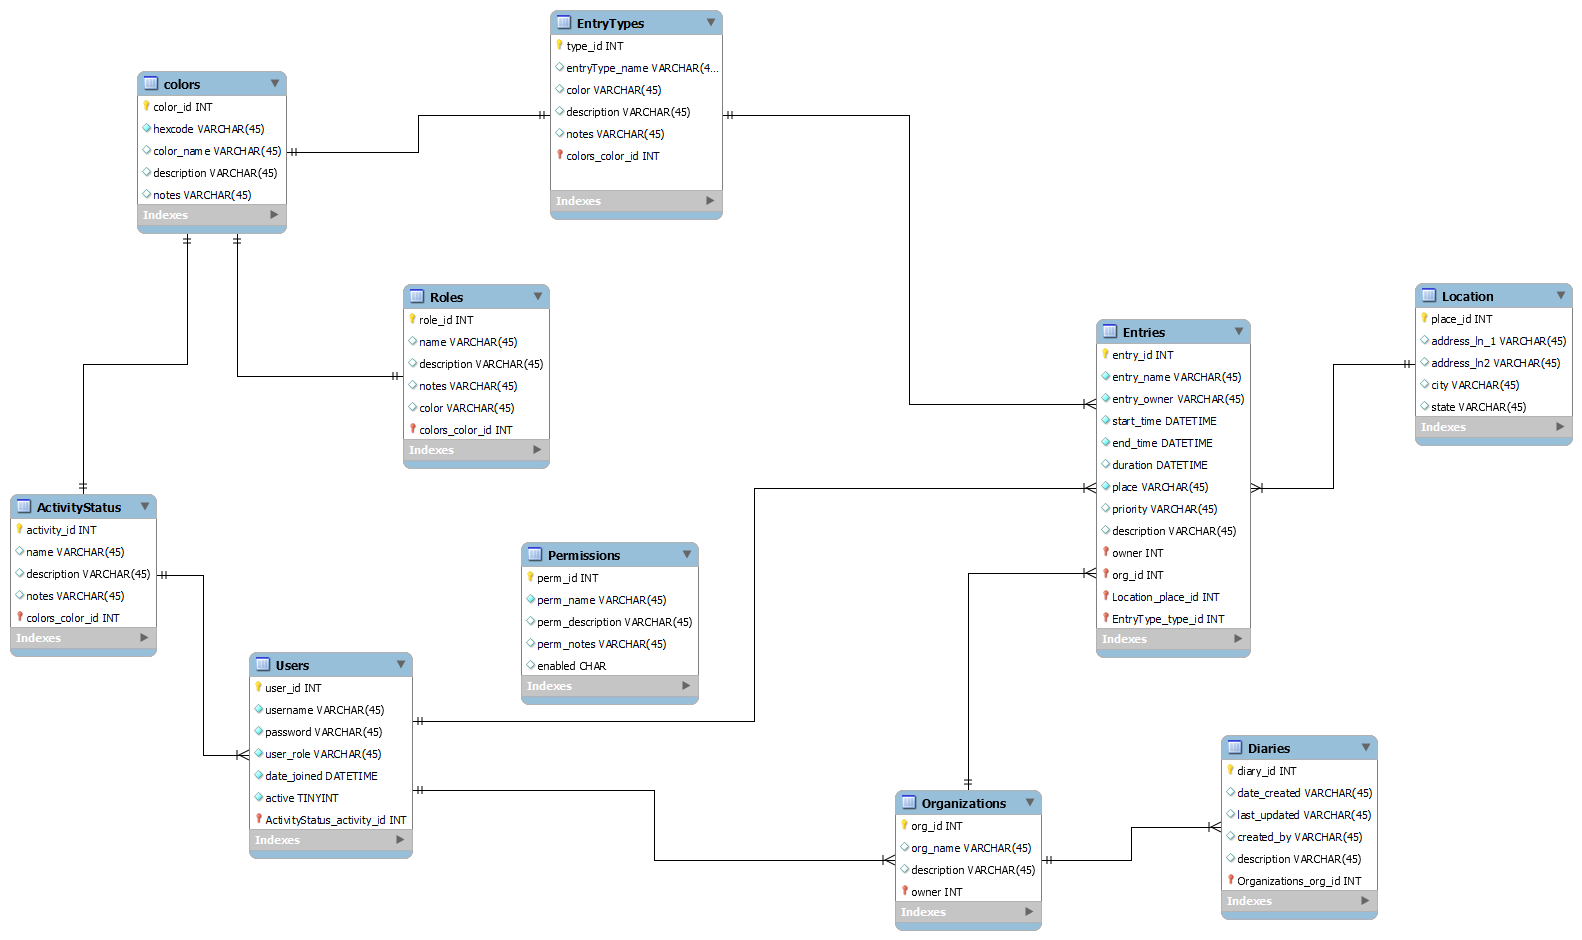 EntryTypes
type_id INT
entryType_name VARCHAR(4...
color VARCHAR(45)
description VARCHAR(45)
notes VARCHAR(45)
colors_color_id INT
Indexes
colors
color_id INT
hexcode VARCHAR(45)
color_name VARCHAR(45)
description VARCHAR(45)
notes VARCHAR(45)
Indexes
Roles
role_id INT
name VARCHAR(45)
description VARCHAR(45)
notes VARCHAR(45)
color VARCHAR(45)
colors_color_id INT
Indexes
Location
place_id INT
address_ln_1 VARCHAR(45)
address_ln2 VARCHAR(45)
city VARCHAR(45)
state VARCHAR(45)
Indexes
Entries
entry_id INT
entry_name VARCHAR(45)
entry_owner VARCHAR(45)
start_time DATETIME
end_time DATETIME
duration DATETIME
place VARCHAR(45)
priority VARCHAR(45)
description VARCHAR(45)
owner INT
org_id INT
Location_place_id INT
EntryType_type_id INT
Indexes
ActivityStatus
activity_id INT
name VARCHAR(45)
description VARCHAR(45)
notes VARCHAR(45)
colors_color_id INT
Indexes
Permissions
perm_id INT
perm_name VARCHAR(45)
perm_description VARCHAR(45)
perm_notes VARCHAR(45)
enabled CHAR
Indexes
Users
user_id INT
username VARCHAR(45)
password VARCHAR(45)
user_role VARCHAR(45)
date_joined DATETIME
active TINYINT
ActivityStatus_activity_id INT
Indexes
Organizations
org_id INT
org_name VARCHAR(45)
description VARCHAR(45)
owner INT
Indexes
Diaries
diary_id INT
date_created VARCHAR(45)
last_updated VARCHAR(45)
created_by VARCHAR(45)
description VARCHAR(45)
Organizations_org_id INT
Indexes